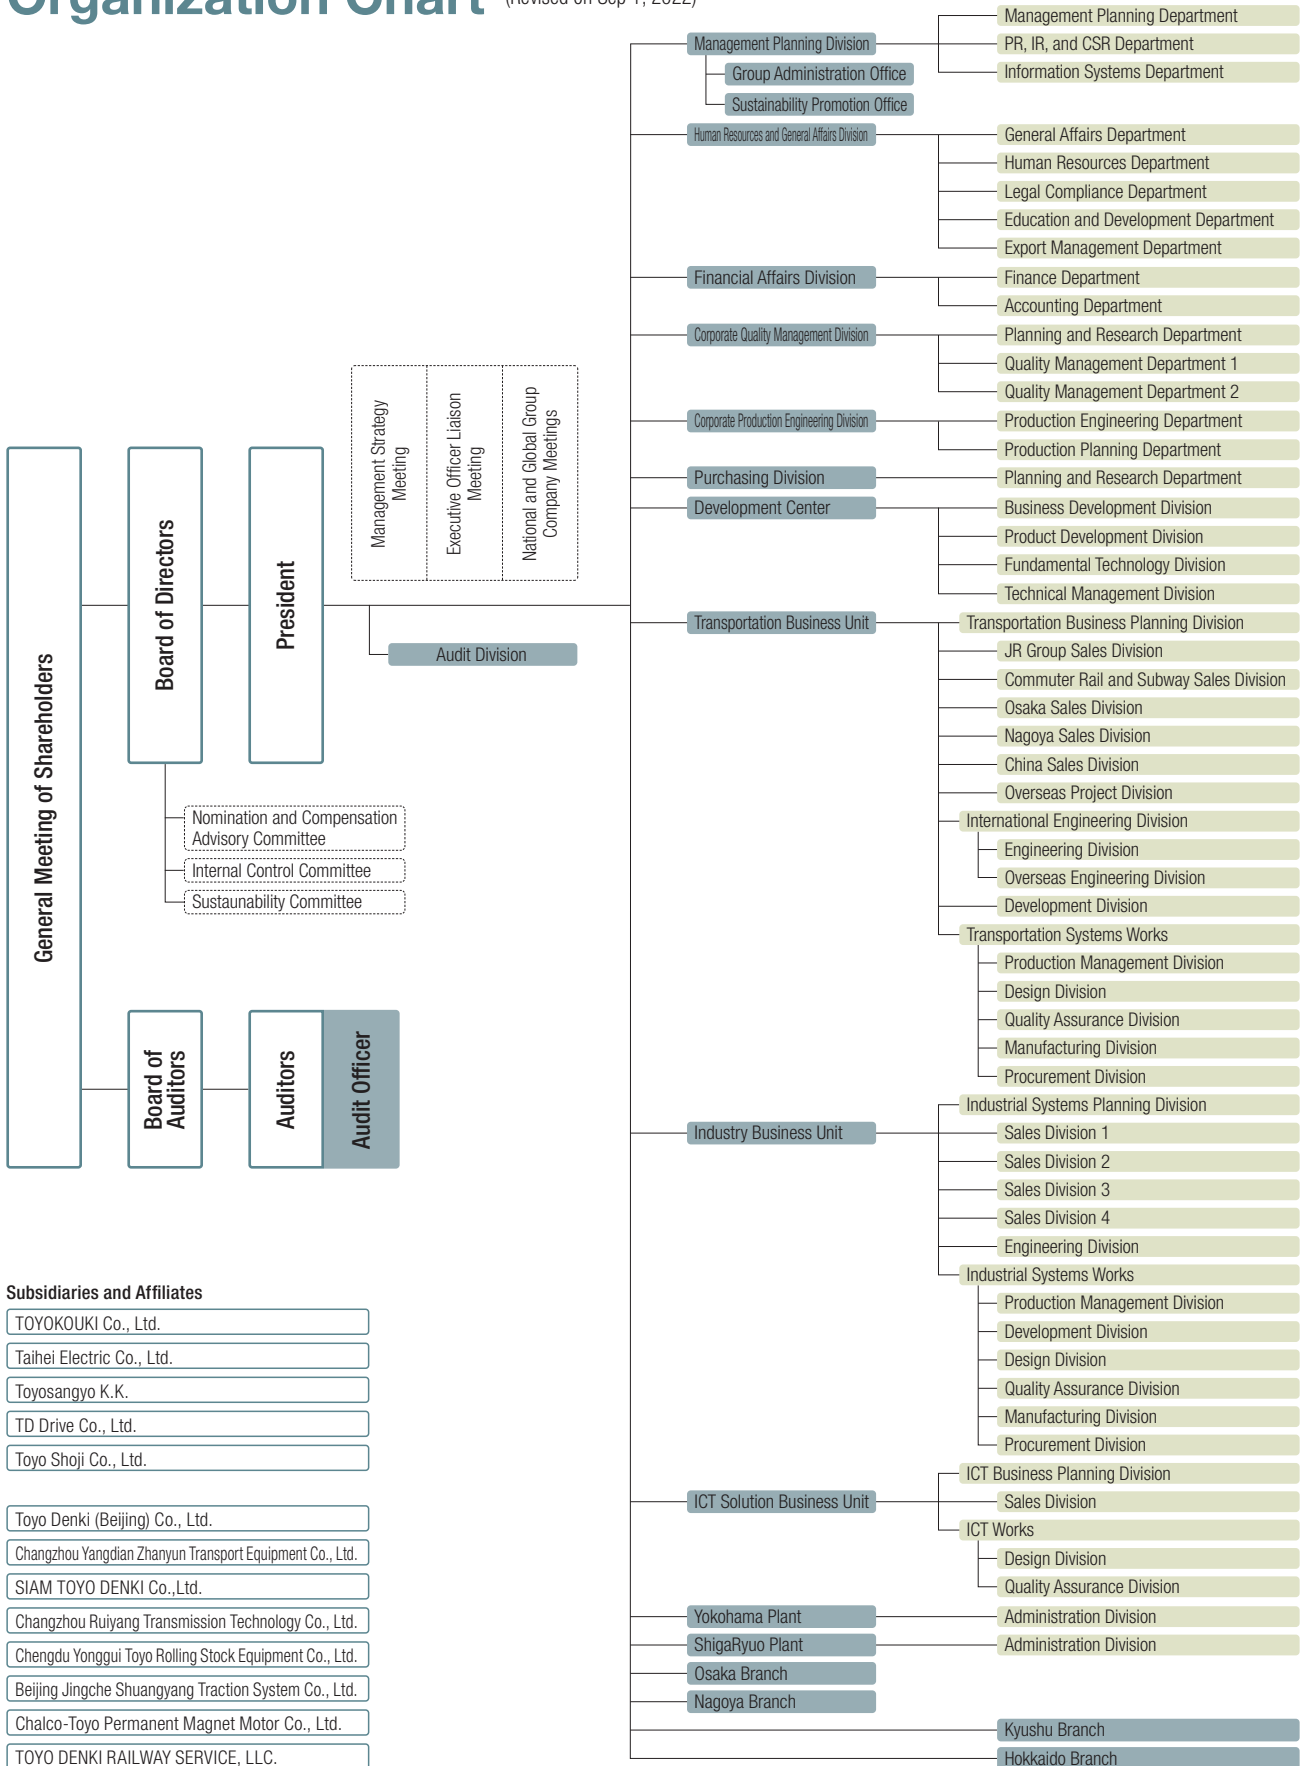 Organization Chart (Revised on Sep 1, 2022)
Management Planning Division
Group Administration Office
Sustainability Promotion Office
Management Planning Department
PR, IR, and CSR Department
Information Systems Department
Human Resources and General Affairs Division
General Affairs Department
Human Resources Department
Legal Compliance Department
Education and Development Department
Export Management Department
Financial Affairs Division
Finance Department
Accounting Department
Corporate Quality Management Division
Planning and Research Department
Quality Management Department 1
Quality Management Department 2
Corporate Production Engineering Division
Production Engineering Department
Production Planning Department
Purchasing Division
Planning and Research Department
Development Center
Business Development Division
Product Development Division
Fundamental Technology Division
Technical Management Division
Transportation Business Unit
Transportation Business Planning Division
JR Group Sales Division
Commuter Rail and Subway Sales Division
Osaka Sales Division
Nagoya Sales Division
China Sales Division
Overseas Project Division
International Engineering Division
Engineering Division
Overseas Engineering Division
Development Division
Transportation Systems Works
Production Management Division
Design Division
Quality Assurance Division
Manufacturing Division
Procurement Division
Industry Business Unit
Industrial Systems Planning Division
Sales Division 1
Sales Division 2
Sales Division 3
Sales Division 4
Engineering Division
Industrial Systems Works
Production Management Division
Development Division
Design Division
Quality Assurance Division
Manufacturing Division
Procurement Division
ICT Solution Business Unit
ICT Business Planning Division
Sales Division
ICT Works
Design Division
Quality Assurance Division
Yokohama Plant
Administration Division
ShigaRyuo Plant
Administration Division
Osaka Branch
Nagoya Branch
Kyushu Branch
Hokkaido Branch
General Meeting of Shareholders
Board of Directors
President
Management Strategy
Meeting
Executive Officer Liaison
Meeting
National and Global Group
Company Meetings
Audit Division
Nomination and Compensation
Advisory Committee
Internal Control Committee
Sustaunability Committee
Board of
Auditors
Auditors
Audit Officer
Subsidiaries and Affiliates
TOYOKOUKI Co., Ltd.
Taihei Electric Co., Ltd.
Toyosangyo K.K.
TD Drive Co., Ltd.
Toyo Shoji Co., Ltd.
Toyo Denki (Beijing) Co., Ltd.
Changzhou Yangdian Zhanyun Transport Equipment Co., Ltd.
SIAM TOYO DENKI Co.,Ltd.
Changzhou Ruiyang Transmission Technology Co., Ltd.
Chengdu Yonggui Toyo Rolling Stock Equipment Co., Ltd.
Beijing Jingche Shuangyang Traction System Co., Ltd.
Chalco-Toyo Permanent Magnet Motor Co., Ltd.
TOYO DENKI RAILWAY SERVICE, LLC.